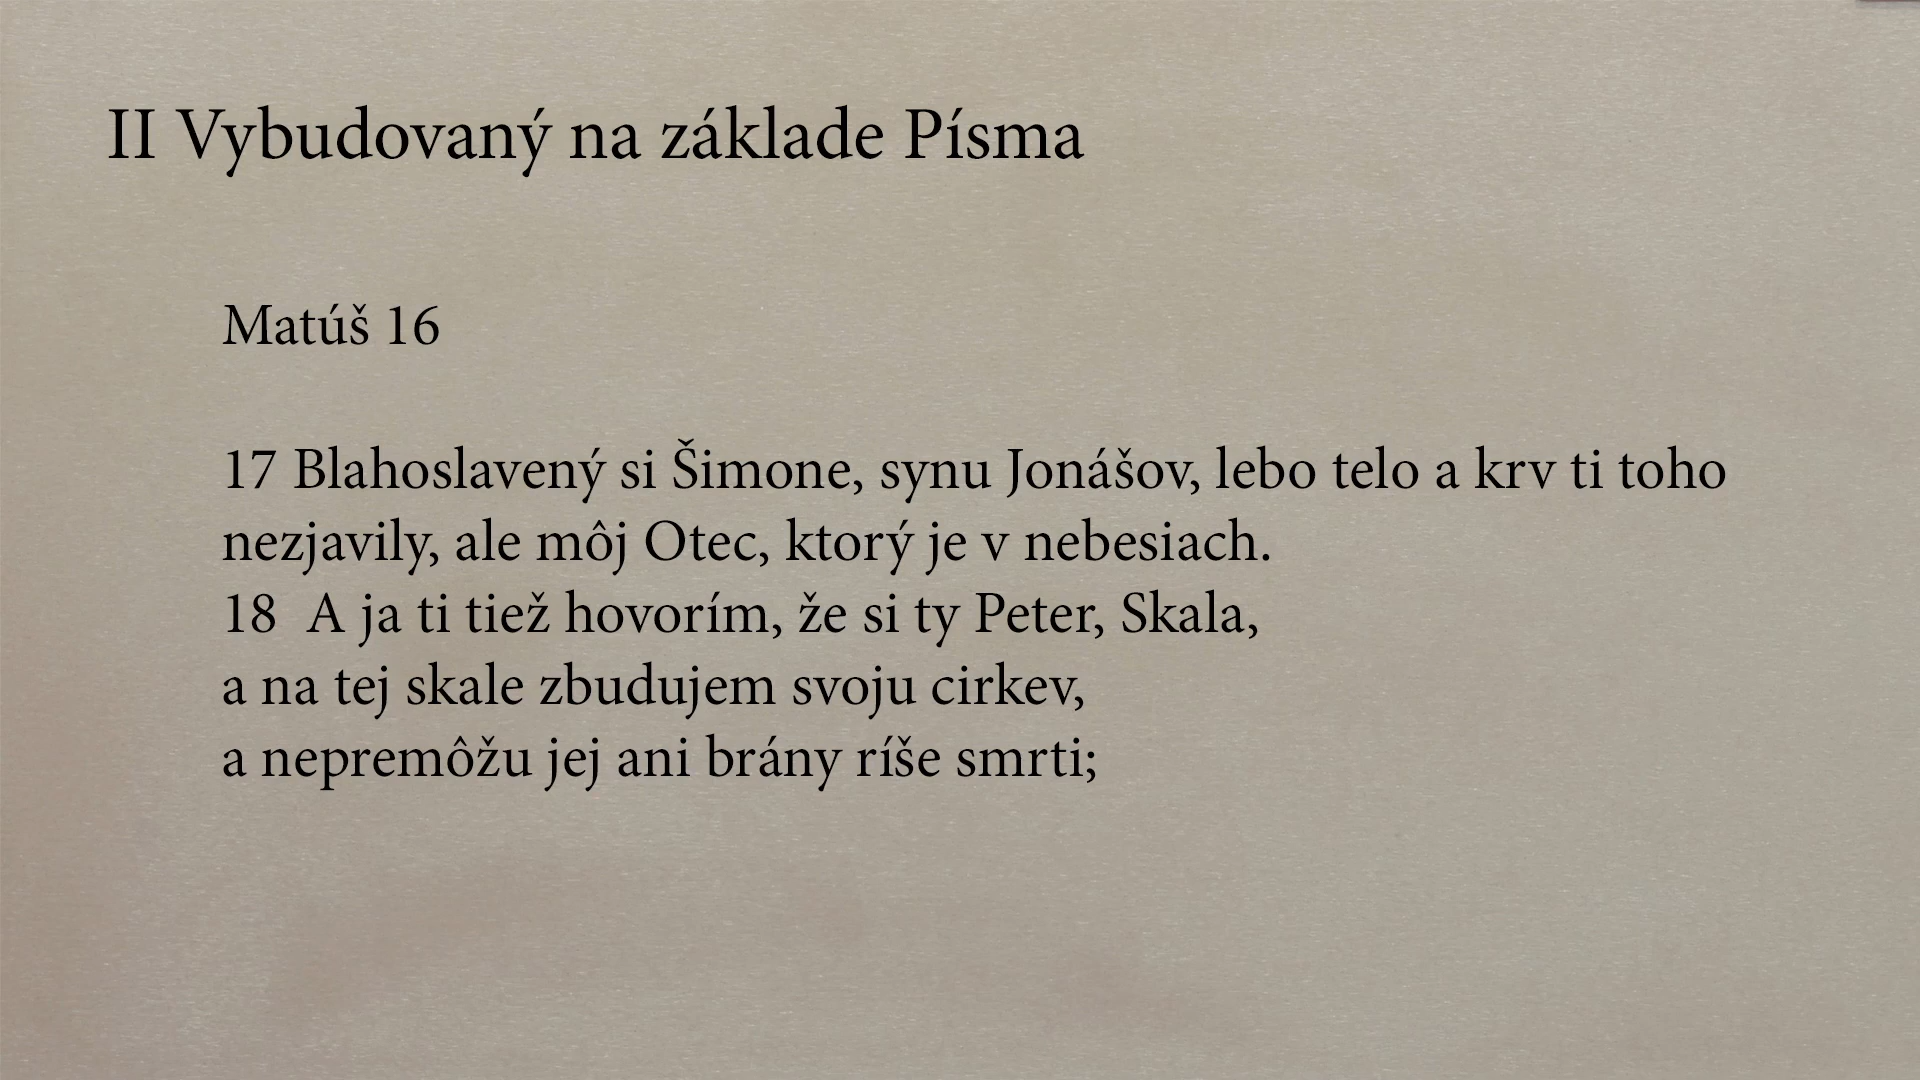 II Vybudovaný na základe Písma
Matúš 16
17 Blahoslavený si Šimone, synu Jonášov, lebo telo a krv ti toho
nezjavily, ale môj Otec, ktorý je v nebesiach.
18  A ja ti tiež hovorím, že si ty Peter, Skala,
a na tej skale zbudujem svoju cirkev,
a nepremôžu jej ani brány ríše smrti;